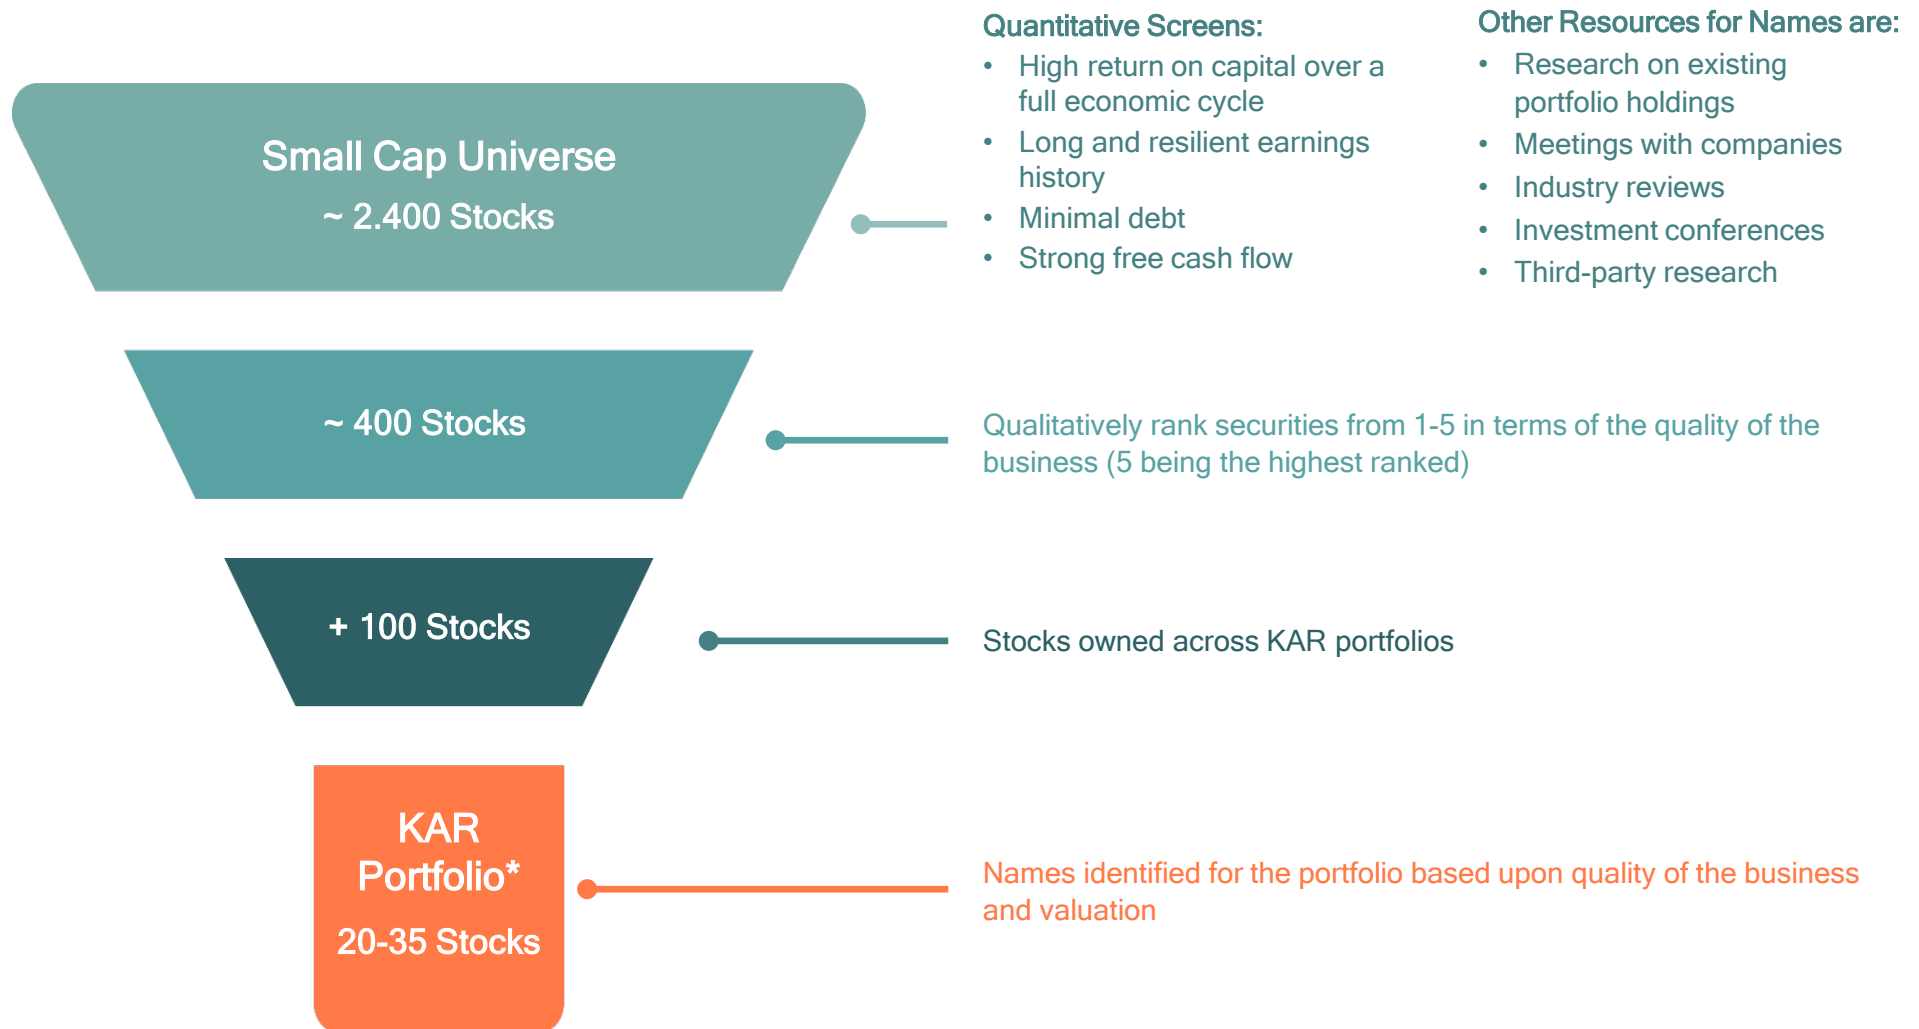 Small Cap Universe
~ 2.400 Stocks
Quantitative Screens:
• High return on capital over a
full economic cycle
• Long and resilient earnings
history
• Minimal debt
• Strong free cash flow
Other Resources for Names are:
• Research on existing
portfolio holdings
• Meetings with companies
• Industry reviews
• Investment conferences
• Third-party research
~ 400 Stocks
Qualitatively rank securities from 1-5 in terms of the quality of the
business (5 being the highest ranked)
+ 100 Stocks
Stocks owned across KAR portfolios
KAR
Portfolio*
20-35 Stocks
Names identified for the portfolio based upon quality of the business
and valuation